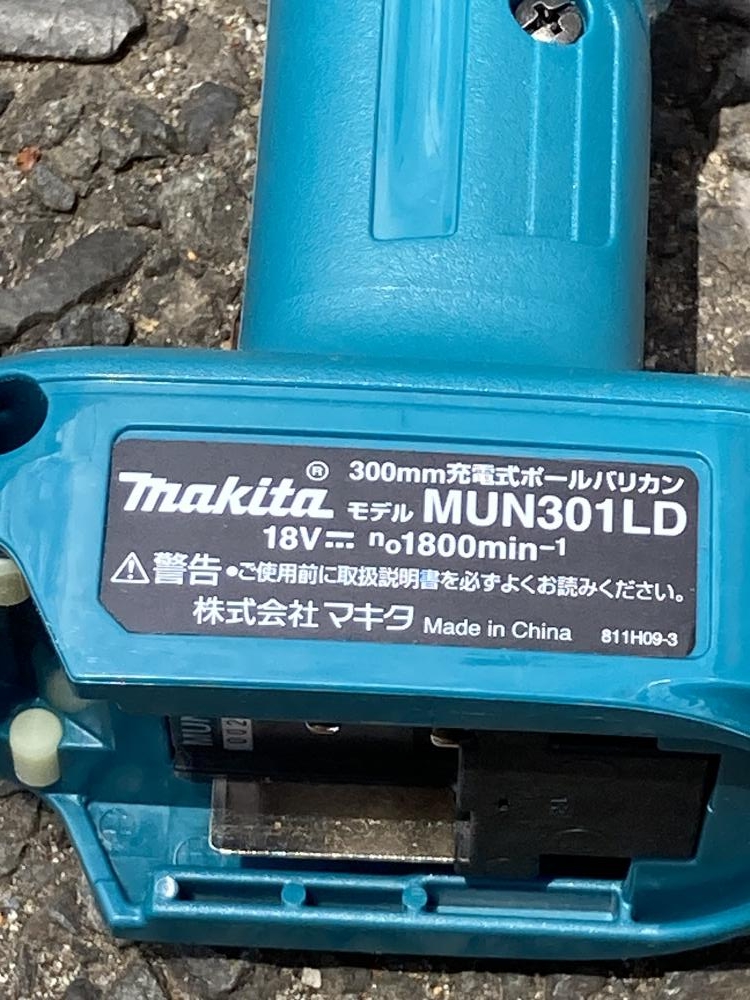 300mm充電式ポールバリカン
makita® モデル MUN301LD
18V⎓ n₀1800min⁻¹
⚠警告 •ご使用前に取扱説明書を必ずよくお読みください。
株式会社マキタ Made in China 811H09-3
MUN
002